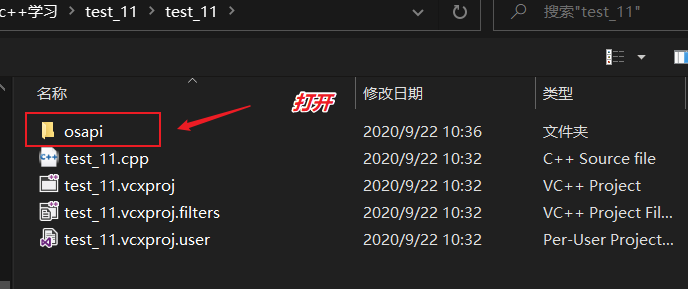 c++学习 > test_11 > test_11 > 搜索"test_11"
名称 修改日期 类型
打开
osapi 2020/9/22 10:36 文件夹
test_11.cpp 2020/9/22 10:32 C++ Source file
test_11.vcxproj 2020/9/22 10:32 VC++ Project
test_11.vcxproj.filters 2020/9/22 10:32 VC++ Project Fil...
test_11.vcxproj.user 2020/9/22 10:32 Per-User Project...